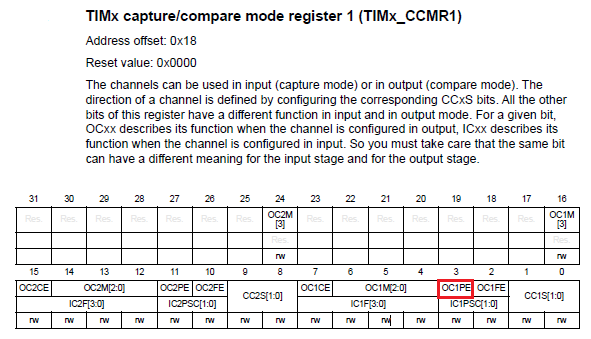 TIMx capture/compare mode register 1 (TIMx_CCMR1)
Address offset: 0x18
Reset value: 0x0000
The channels can be used in input (capture mode) or in output (compare mode). The
direction of a channel is defined by configuring the corresponding CCxS bits. All the other
bits of this register have a different function in input and in output mode. For a given bit,
OCxx describes its function when the channel is configured in output, ICxx describes its
function when the channel is configured in input. So you must take care that the same bit
can have a different meaning for the input stage and for the output stage.
31 30 29 28 27 26 25 24 23 22 21 20 19 18 17 16
Res. Res. Res. Res. Res. Res. Res. OC2M [3] Res. Res. Res. Res. Res. Res. Res. OC1M [3]
Res. Res.
rw rw
15 14 13 12 11 10 9 8 7 6 5 4 3 2 1 0
OC2CE OC2M[2:0] OC2PE OC2FE CC2S[1:0] OC1CE OC1M[2:0] OC1PE OC1FE CC1S[1:0]
IC2F[3:0] IC2PSC[1:0] IC1F[3:0] IC1PSC[1:0]
rw rw rw rw rw rw rw rw rw rw rw rw rw rw rw rw